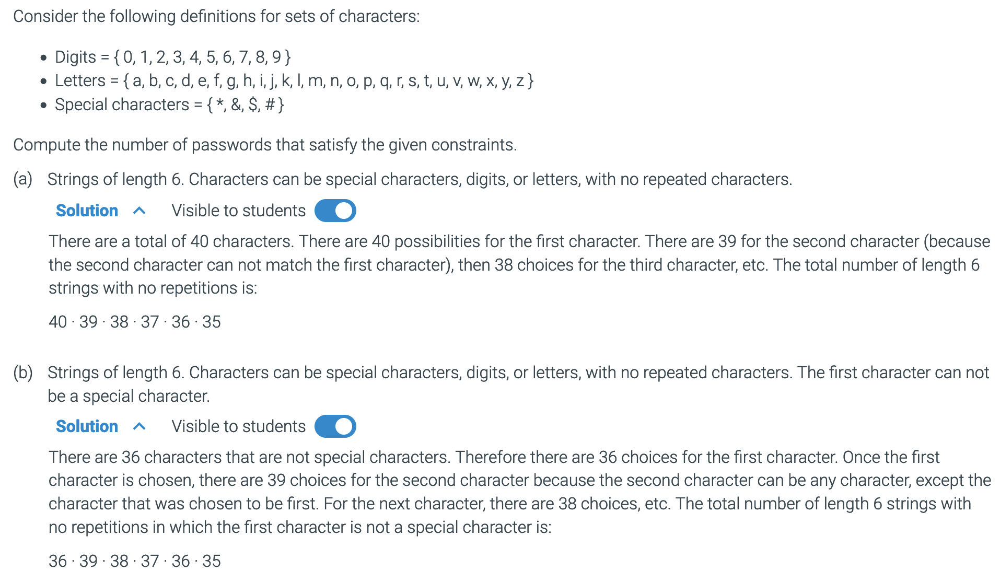 Consider the following definitions for sets of characters:
• Digits = { 0, 1, 2, 3, 4, 5, 6, 7, 8, 9 }
• Letters = { a, b, c, d, e, f, g, h, i, j, k, l, m, n, o, p, q, r, s, t, u, v, w, x, y, z }
• Special characters = { *, &, $, # }
Compute the number of passwords that satisfy the given constraints.
(a) Strings of length 6. Characters can be special characters, digits, or letters, with no repeated characters.
Solution Visible to students
There are a total of 40 characters. There are 40 possibilities for the first character. There are 39 for the second character (because
the second character can not match the first character), then 38 choices for the third character, etc. The total number of length 6
strings with no repetitions is:
40 · 39 · 38 · 37 · 36 · 35
(b) Strings of length 6. Characters can be special characters, digits, or letters, with no repeated characters. The first character can not
be a special character.
Solution Visible to students
There are 36 characters that are not special characters. Therefore there are 36 choices for the first character. Once the first
character is chosen, there are 39 choices for the second character because the second character can be any character, except the
character that was chosen to be first. For the next character, there are 38 choices, etc. The total number of length 6 strings with
no repetitions in which the first character is not a special character is:
36 · 39 · 38 · 37 · 36 · 35